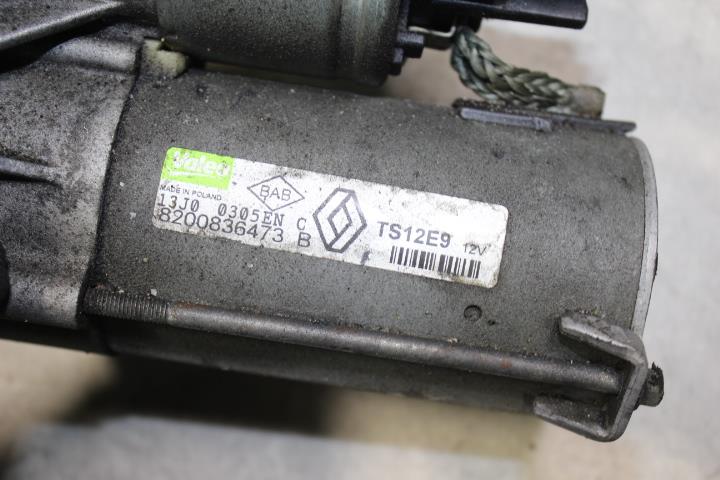 Valeo
MADE IN POLAND
BAB
13J0 0305EN C
8200836473 B
TS12E9 12V